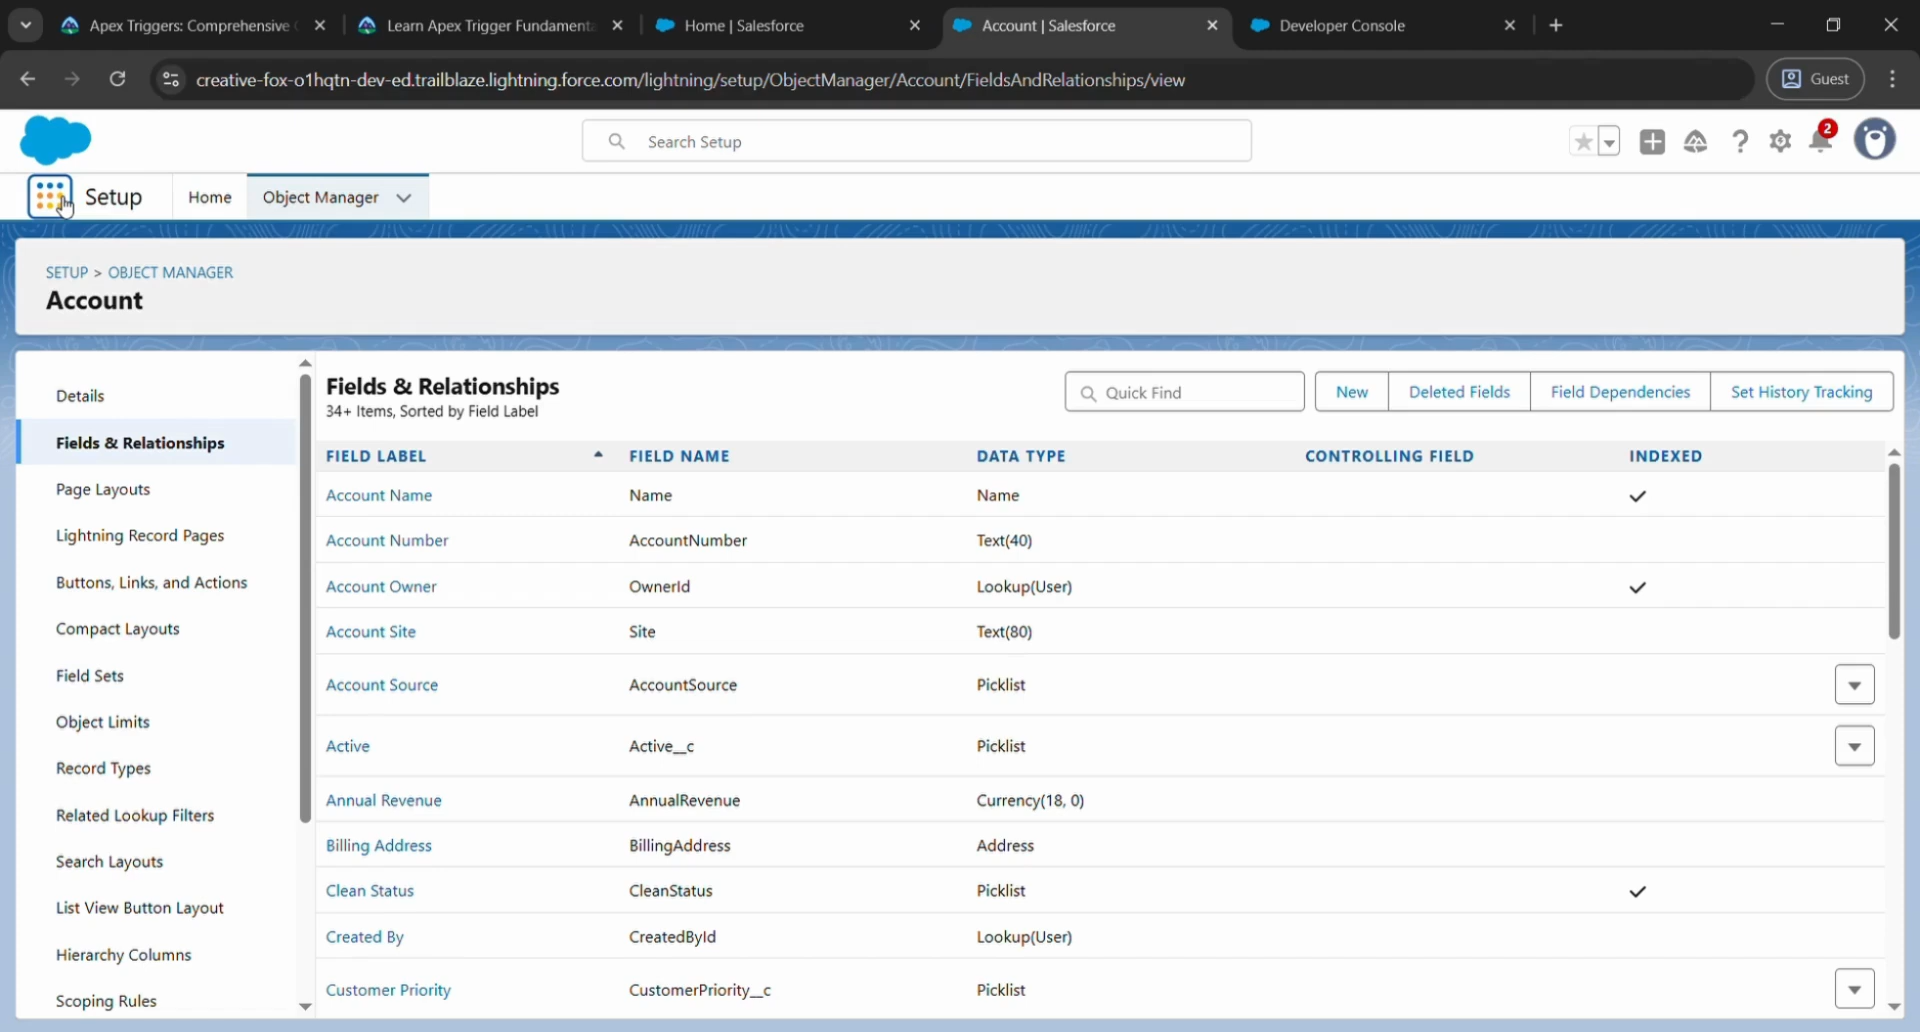 Apex Triggers: Comprehensive
Learn Apex Trigger Fundament
Home | Salesforce
Account | Salesforce
Developer Console
creative-fox-o1hqtn-dev-ed.trailblaze.lightning.force.com/lightning/setup/ObjectManager/Account/FieldsAndRelationships/view
Guest
Search Setup
2
Setup
Home
Object Manager
SETUP > OBJECT MANAGER
Account
Details
Fields & Relationships
Page Layouts
Lightning Record Pages
Buttons, Links, and Actions
Compact Layouts
Field Sets
Object Limits
Record Types
Related Lookup Filters
Search Layouts
List View Button Layout
Hierarchy Columns
Scoping Rules
Fields & Relationships
34+ Items, Sorted by Field Label
Quick Find
New
Deleted Fields
Field Dependencies
Set History Tracking
FIELD LABEL FIELD NAME DATA TYPE CONTROLLING FIELD INDEXED
Account Name Name Name
Account Number AccountNumber Text(40)
Account Owner OwnerId Lookup(User)
Account Site Site Text(80)
Account Source AccountSource Picklist
Active Active__c Picklist
Annual Revenue AnnualRevenue Currency(18, 0)
Billing Address BillingAddress Address
Clean Status CleanStatus Picklist
Created By CreatedById Lookup(User)
Customer Priority CustomerPriority__c Picklist